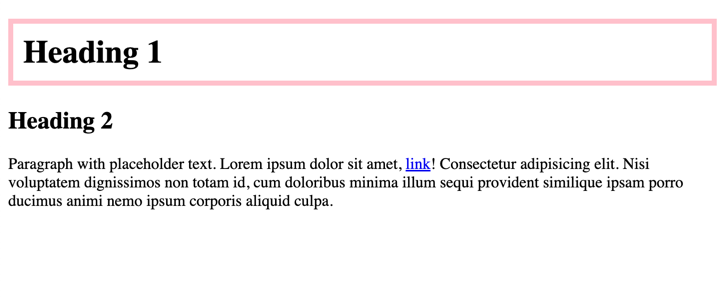 Heading 1
Heading 2
Paragraph with placeholder text. Lorem ipsum dolor sit amet, link! Consectetur adipisicing elit. Nisi
voluptatem dignissimos non totam id, cum doloribus minima illum sequi provident similique ipsam porro
ducimus animi nemo ipsum corporis aliquid culpa.